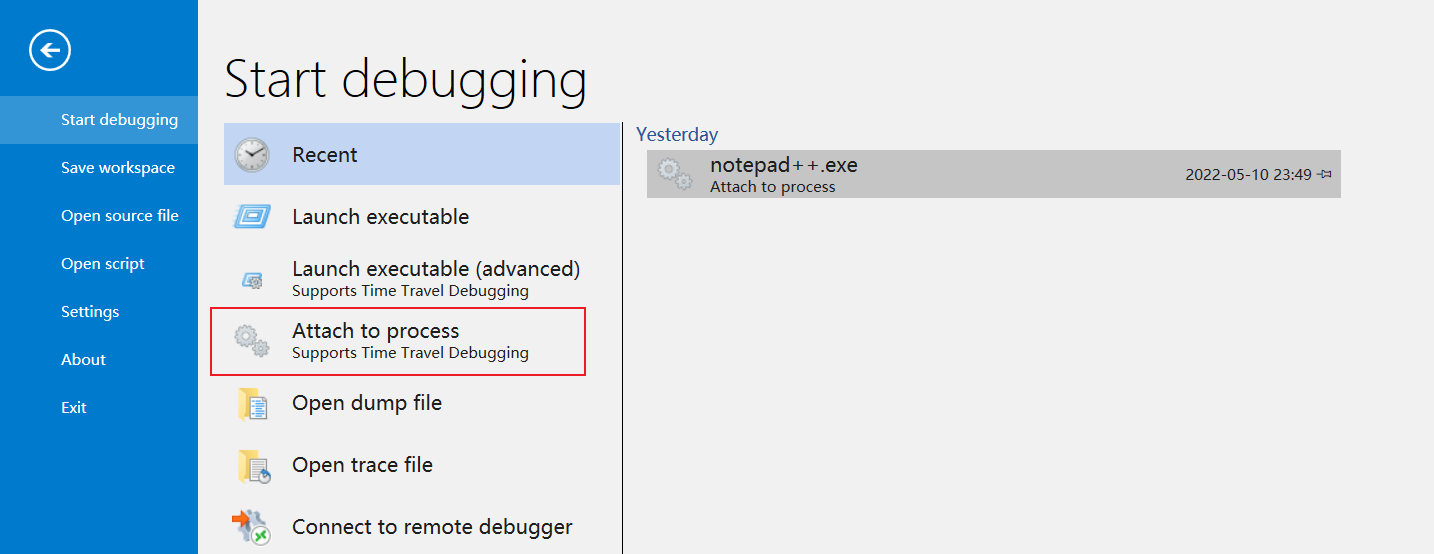 Start debugging
Save workspace
Open source file
Open script
Settings
About
Exit
Start debugging
Recent
Launch executable
Launch executable (advanced)
Supports Time Travel Debugging
Attach to process
Supports Time Travel Debugging
Open dump file
Open trace file
Connect to remote debugger
Yesterday
notepad++.exe
Attach to process
2022-05-10 23:49